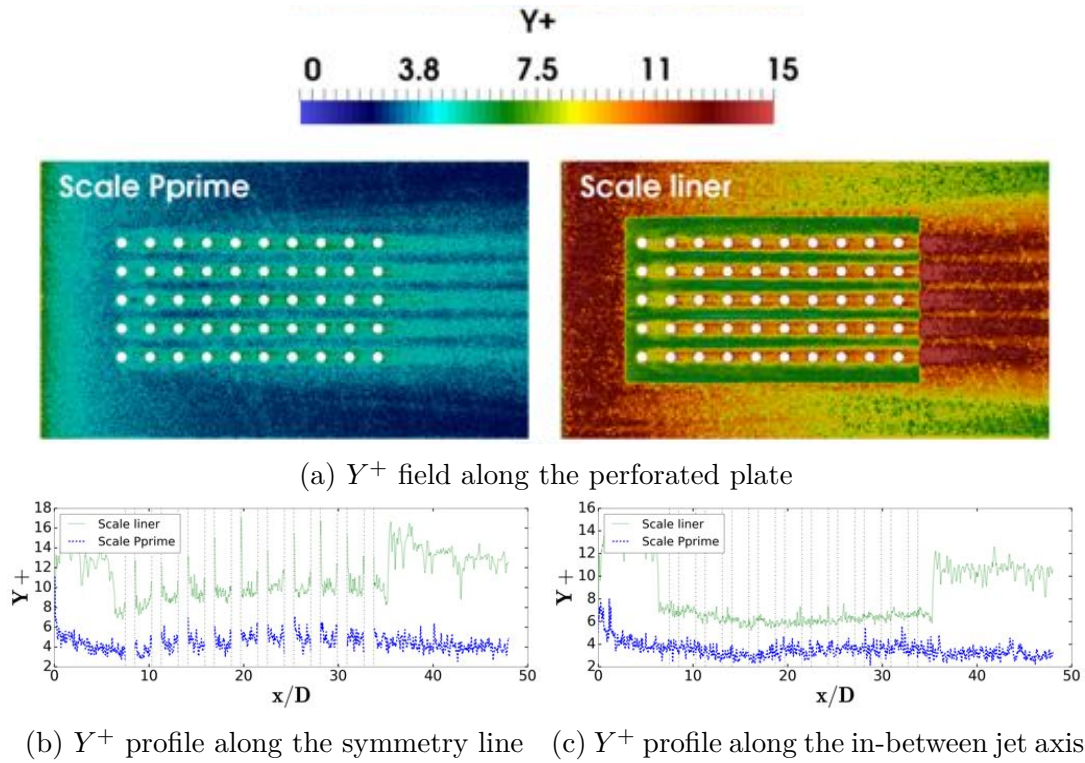 Y+
0 3.8 7.5 11 15
Scale Pprime
Scale liner
(a) Y+ field along the perforated plate
18
16
14
12
10
8
6
4
2
Y+
Scale liner
Scale Pprime
0 10 20 30 40 50
x/D
(b) Y+ profile along the symmetry line
16
14
12
10
8
6
4
2
Y+
Scale liner
Scale Pprime
0 10 20 30 40 50
x/D
(c) Y+ profile along the in-between jet axis